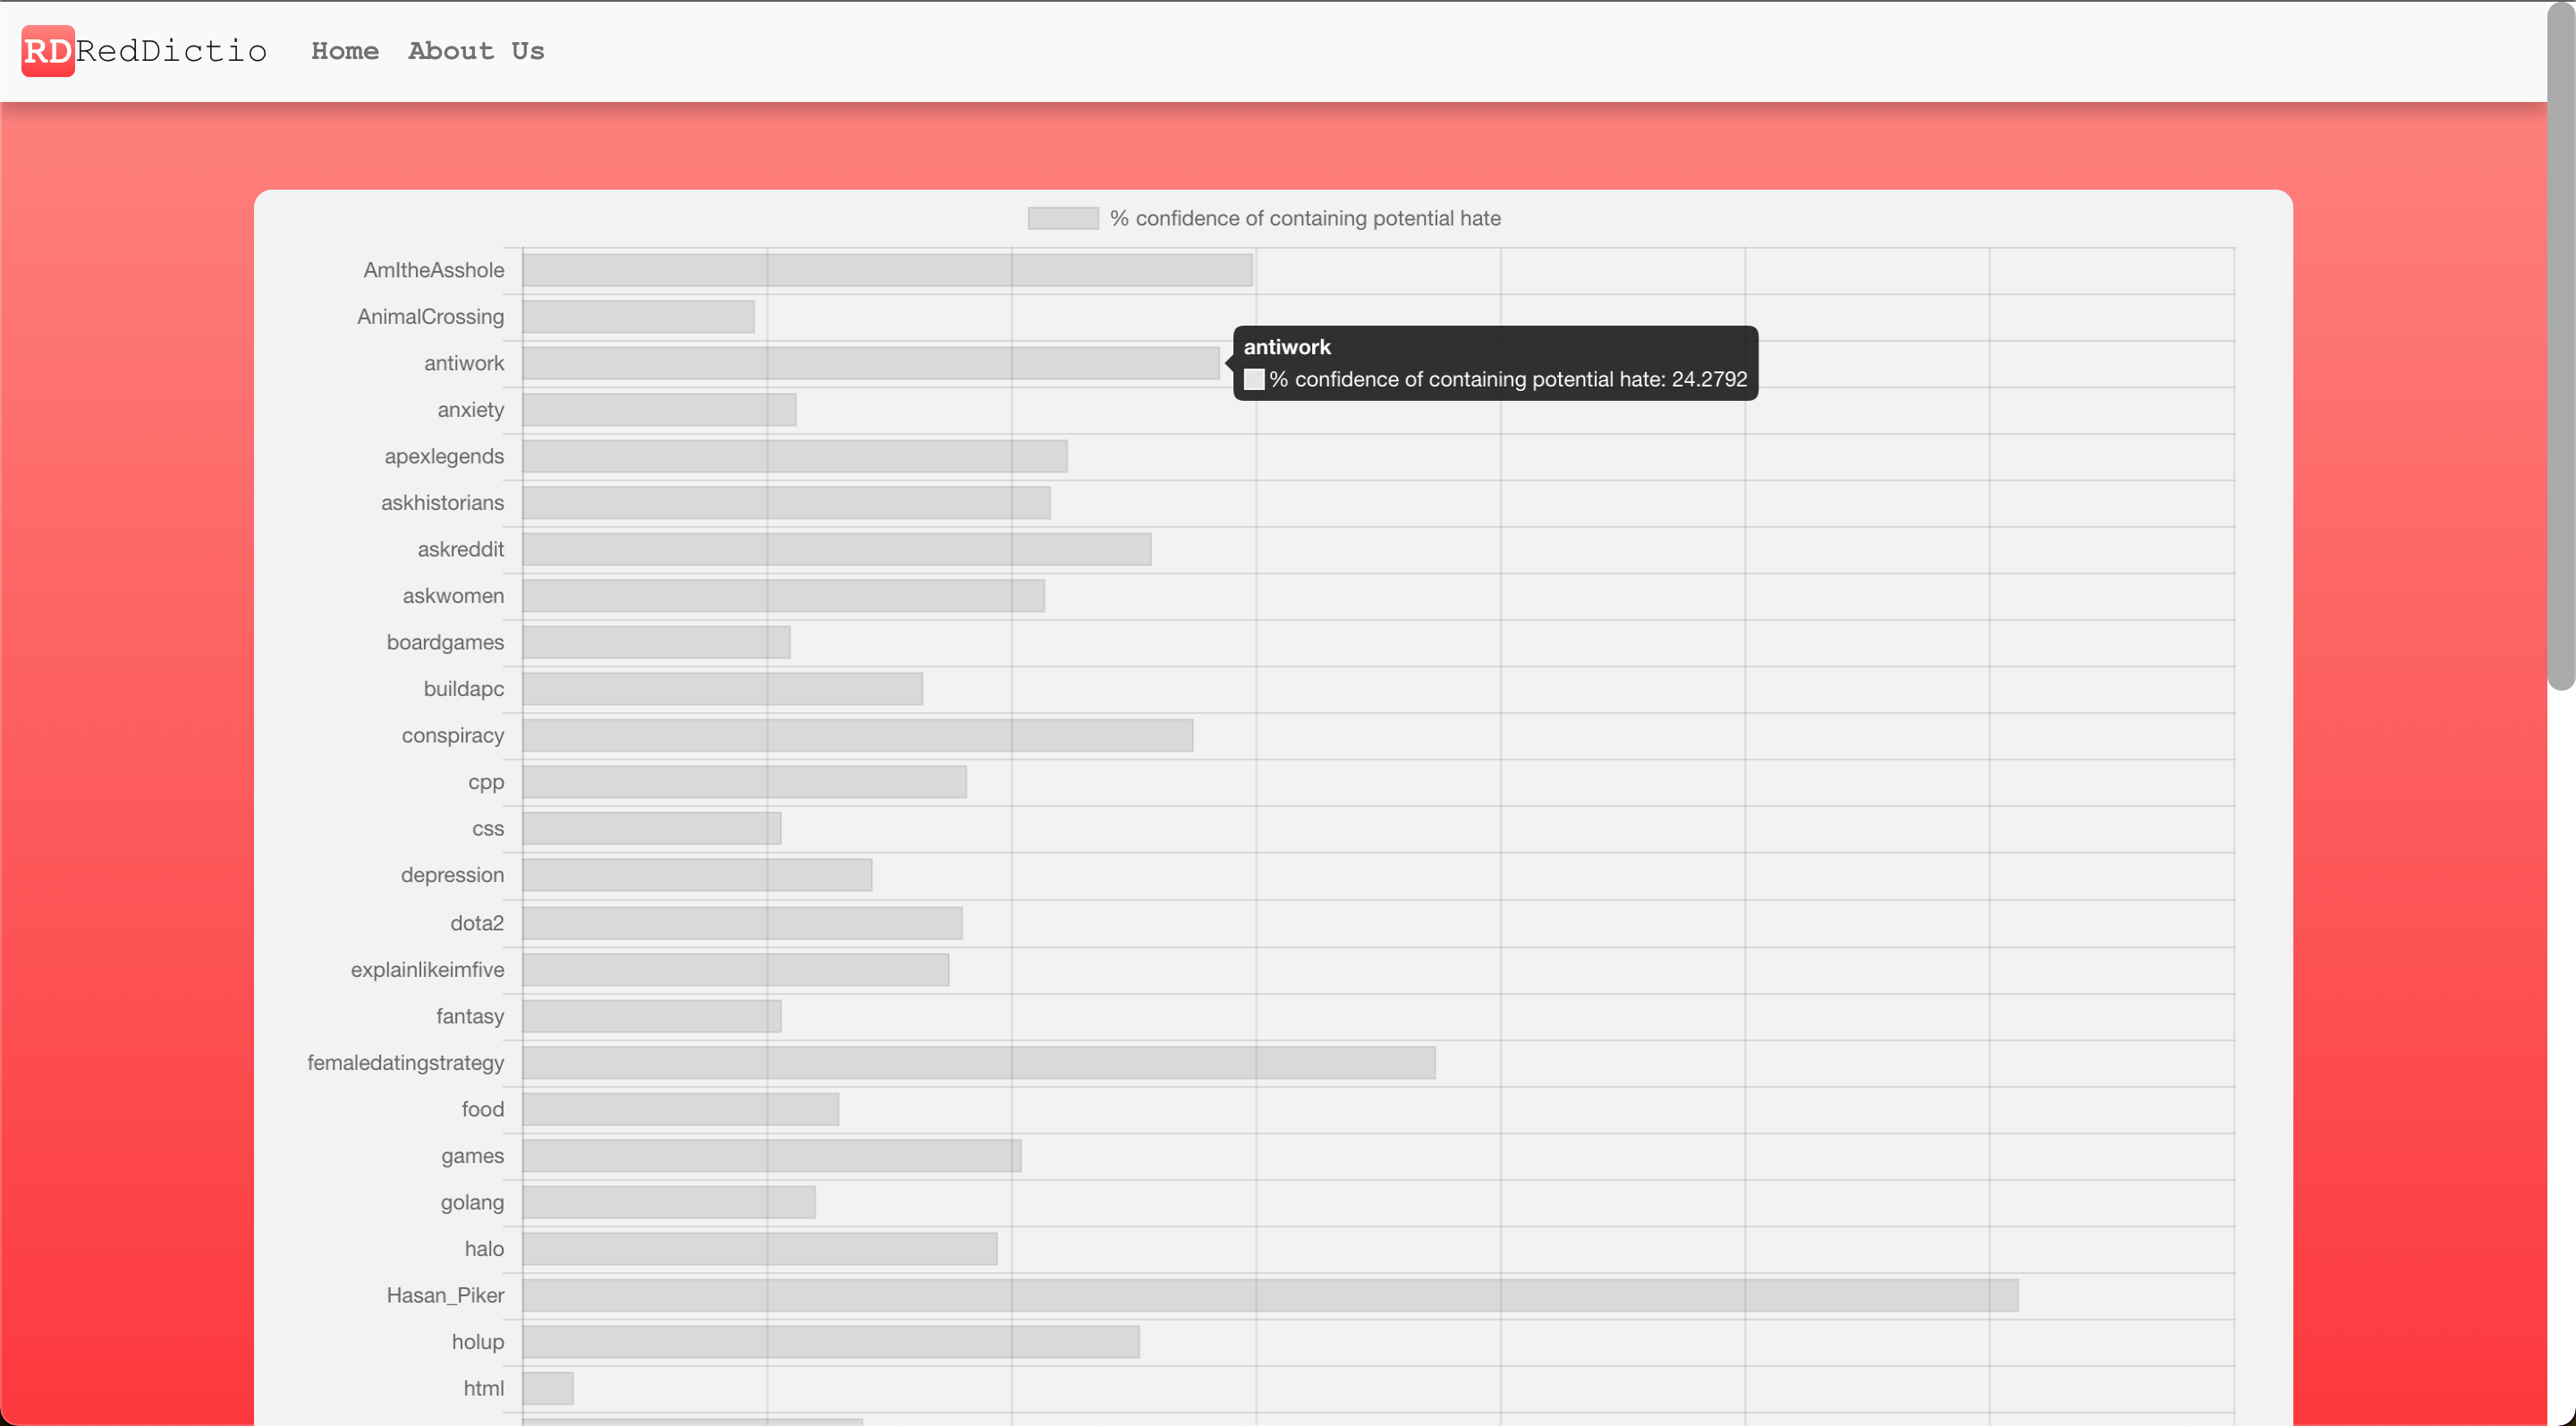 RD RedDictio Home About Us
% confidence of containing potential hate
AmItheAsshole
AnimalCrossing
antiwork
antiwork
% confidence of containing potential hate: 24.2792
anxiety
apexlegends
askhistorians
askreddit
askwomen
boardgames
buildapc
conspiracy
cpp
css
depression
dota2
explainlikeimfive
fantasy
femaledatingstrategy
food
games
golang
halo
Hasan_Piker
holup
html